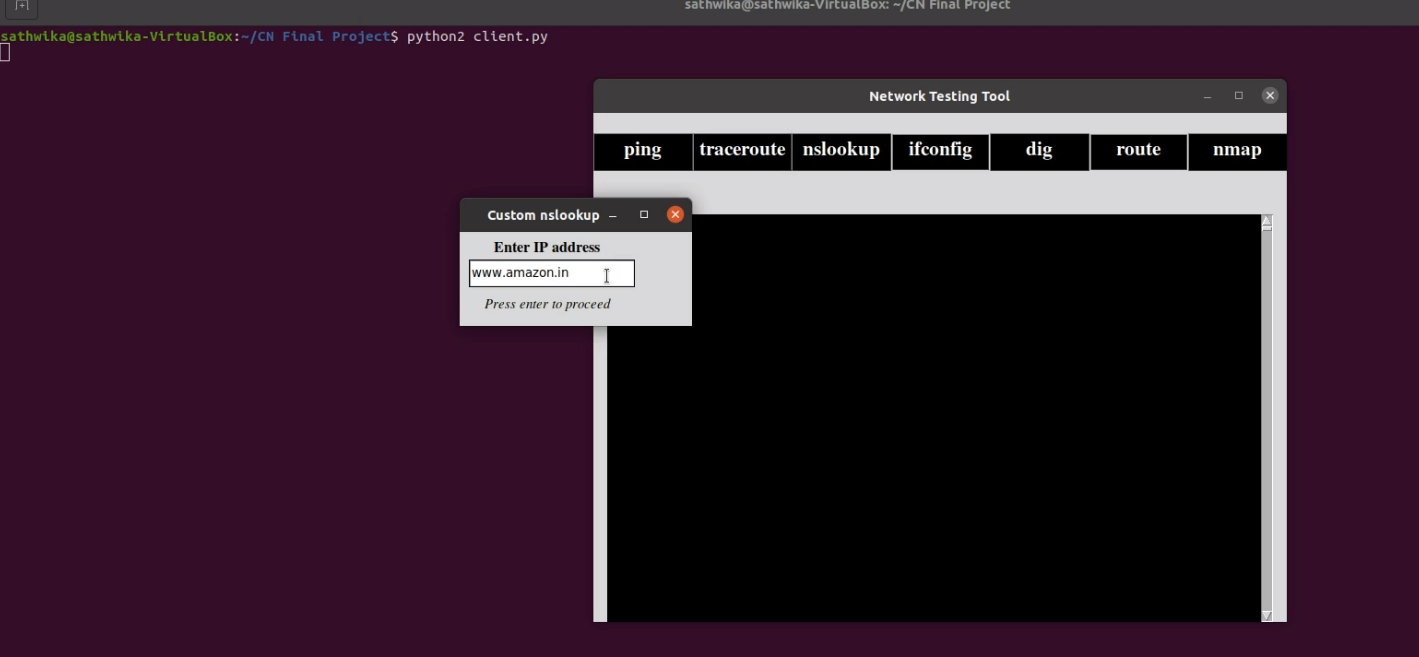 sathwika@sathwika-VirtualBox: ~/CN Final Project
sathwika@sathwika-VirtualBox:~/CN Final Project$ python2 client.py
Network Testing Tool
ping traceroute nslookup ifconfig dig route nmap
Custom nslookup
Enter IP address
www.amazon.in
Press enter to proceed